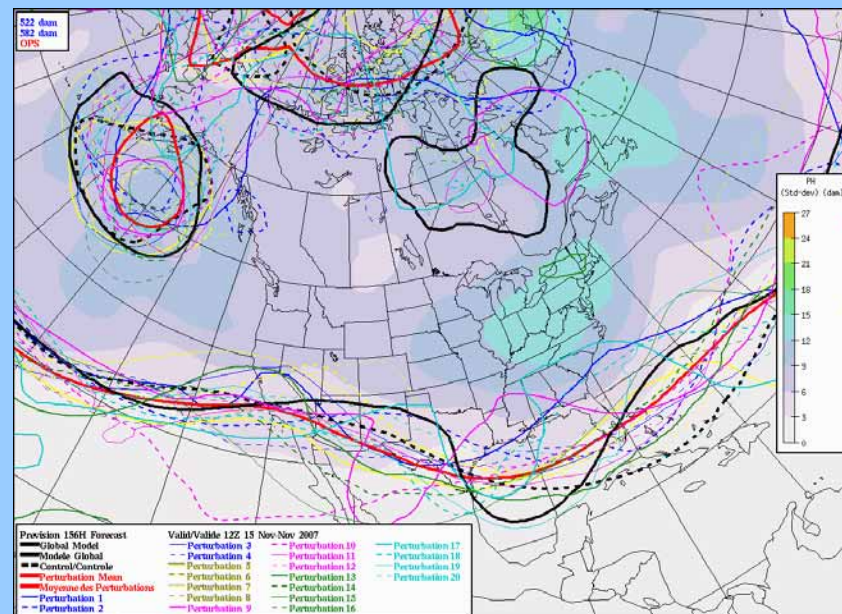 522 dam
582 dam
OPS
PH
(Std-dev) (dam)
27
24
21
18
15
12
9
6
3
0
Prevision 156H Forecast Valid/Valide 12Z 15 Nov-Nov 2007
Global Model
Modele Global
Control/Controle
Perturbation Mean
Moyenne des Perturbations
Perturbation 1
Perturbation 2
Perturbation 3
Perturbation 4
Perturbation 5
Perturbation 6
Perturbation 7
Perturbation 8
Perturbation 9
Perturbation 10
Perturbation 11
Perturbation 12
Perturbation 13
Perturbation 14
Perturbation 15
Perturbation 16
Perturbation 17
Perturbation 18
Perturbation 19
Perturbation 20